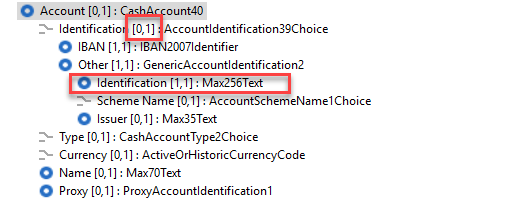 Account [0,1] : CashAccount40
Identification [0,1] : AccountIdentification39Choice
IBAN [1,1] : IBAN2007Identifier
Other [1,1] : GenericAccountIdentification2
Identification [1,1] : Max256Text
Scheme Name [0,1] : AccountSchemeName1Choice
Issuer [0,1] : Max35Text
Type [0,1] : CashAccountType2Choice
Currency [0,1] : ActiveOrHistoricCurrencyCode
Name [0,1] : Max70Text
Proxy [0,1] : ProxyAccountIdentification1